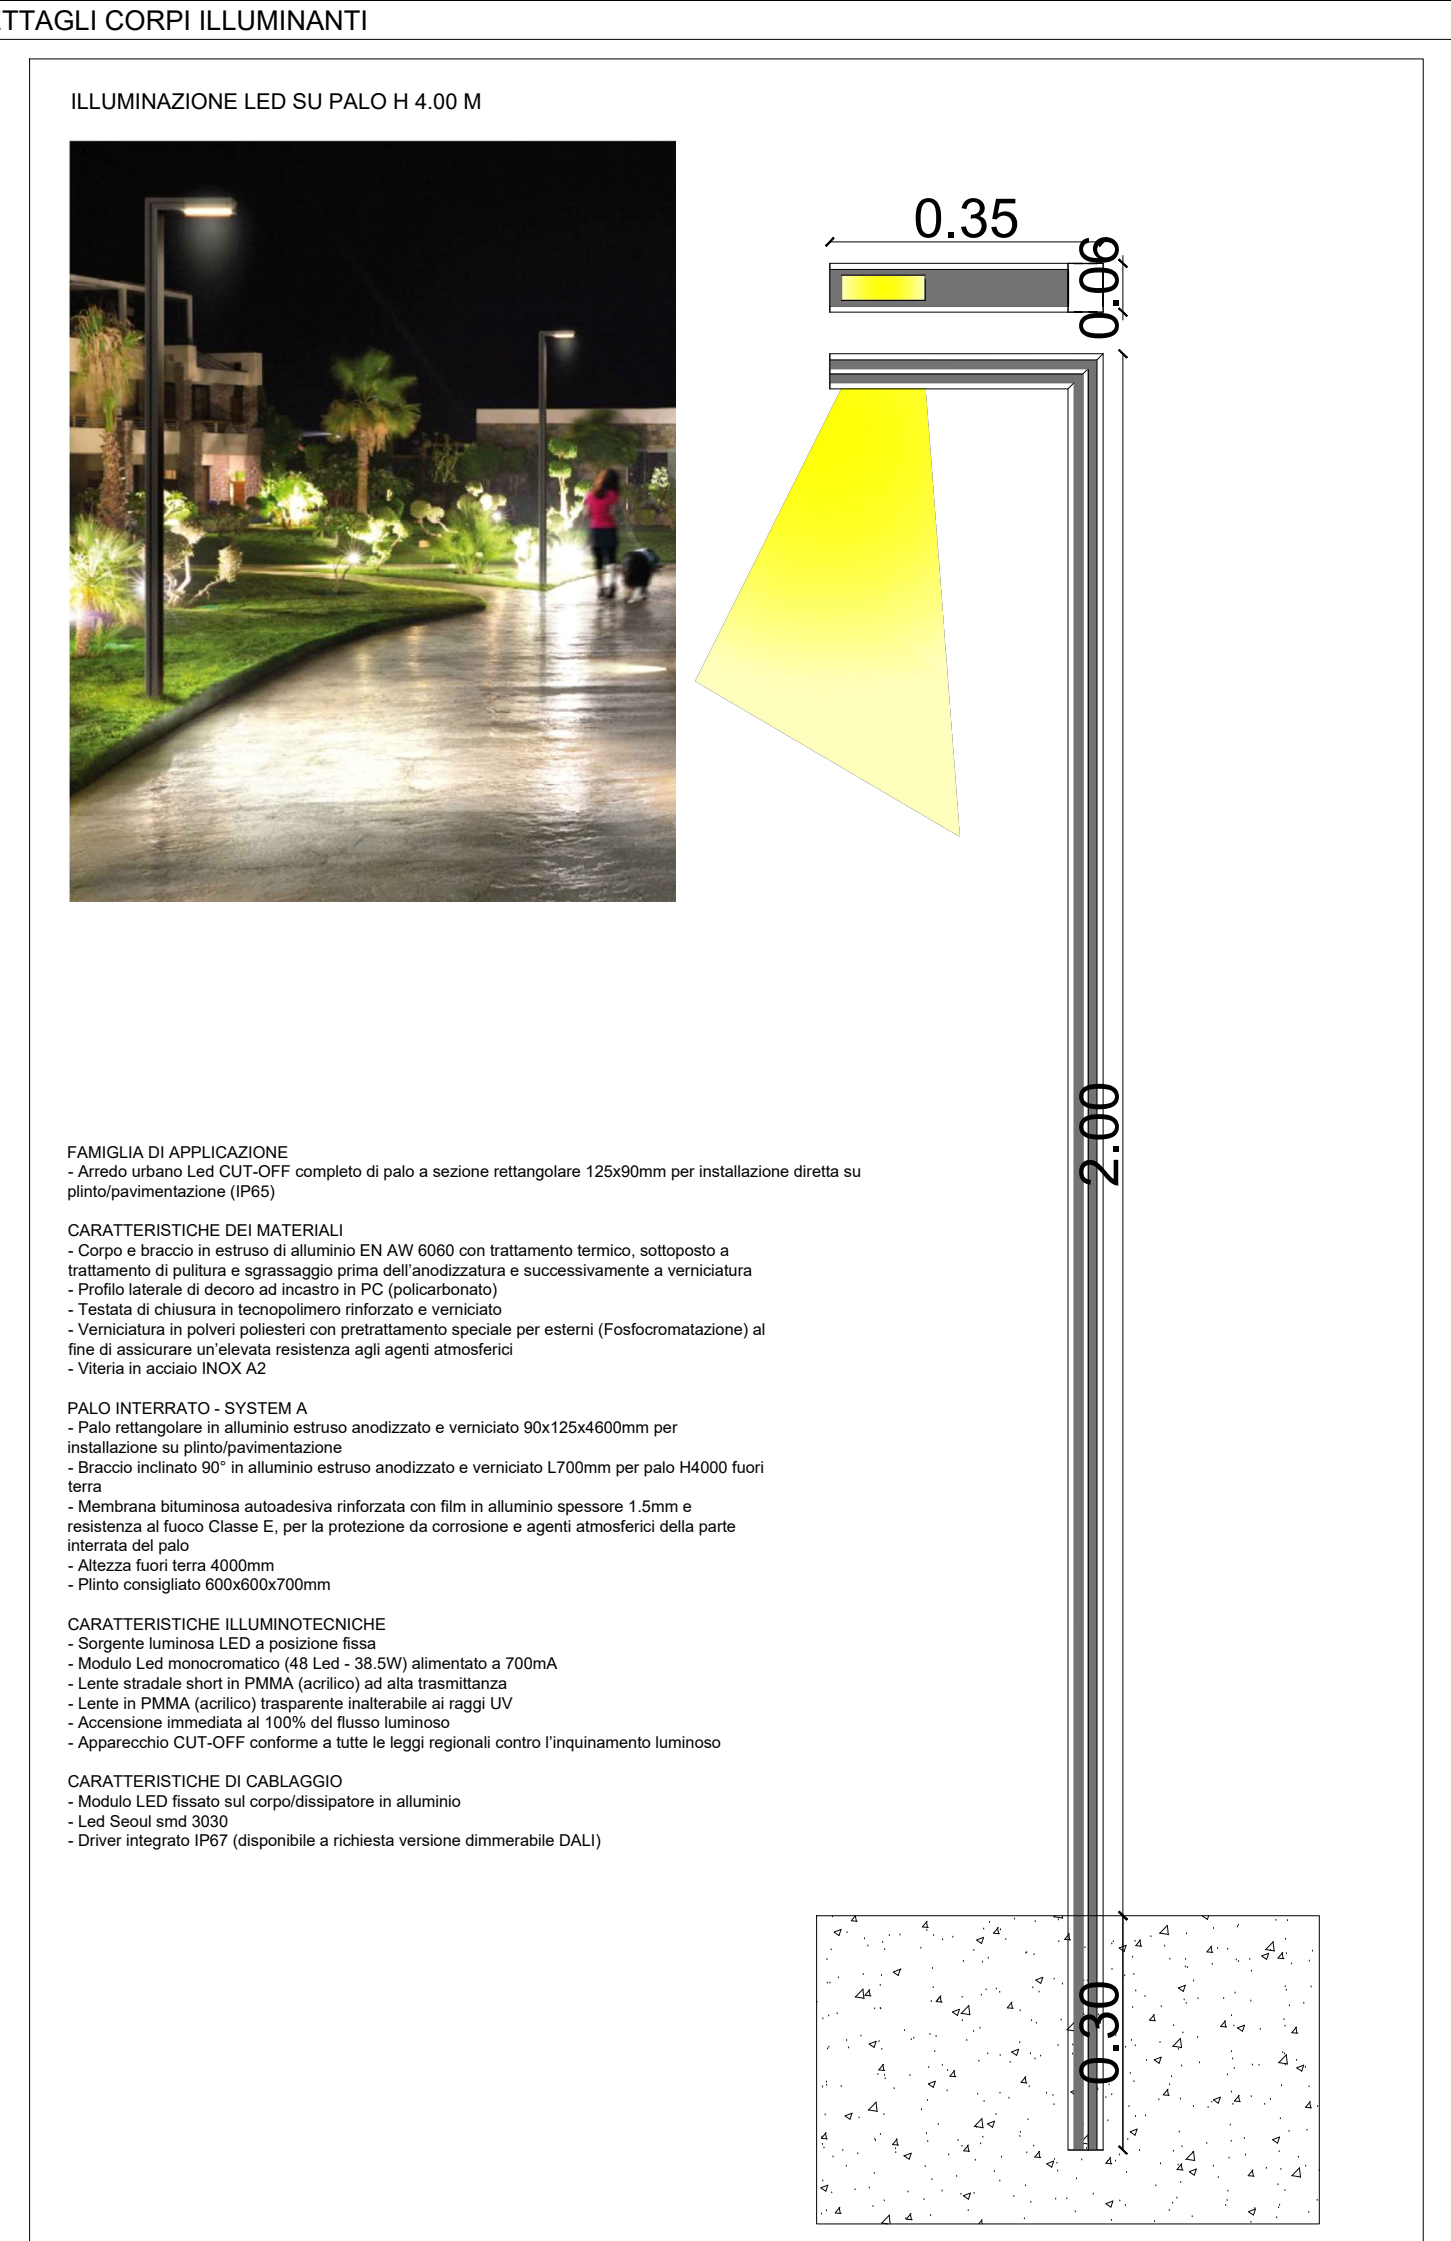 TTAGLI CORPI ILLUMINANTI
ILLUMINAZIONE LED SU PALO H 4.00 M
0.35
0.06
2.00
FAMIGLIA DI APPLICAZIONE
- Arredo urbano Led CUT-OFF completo di palo a sezione rettangolare 125x90mm per installazione diretta su
plinto/pavimentazione (IP65)
CARATTERISTICHE DEI MATERIALI
- Corpo e braccio in estruso di alluminio EN AW 6060 con trattamento termico, sottoposto a
trattamento di pulitura e sgrassaggio prima dell'anodizzatura e successivamente a verniciatura
- Profilo laterale di decoro ad incastro in PC (policarbonato)
- Testata di chiusura in tecnopolimero rinforzato e verniciato
- Verniciatura in polveri poliesteri con pretrattamento speciale per esterni (Fosfocromatazione) al
fine di assicurare un'elevata resistenza agli agenti atmosferici
- Viteria in acciaio INOX A2
PALO INTERRATO - SYSTEM A
- Palo rettangolare in alluminio estruso anodizzato e verniciato 90x125x4600mm per
installazione su plinto/pavimentazione
- Braccio inclinato 90° in alluminio estruso anodizzato e verniciato L700mm per palo H4000 fuori
terra
- Membrana bituminosa autoadesiva rinforzata con film in alluminio spessore 1.5mm e
resistenza al fuoco Classe E, per la protezione da corrosione e agenti atmosferici della parte
interrata del palo
- Altezza fuori terra 4000mm
- Plinto consigliato 600x600x700mm
CARATTERISTICHE ILLUMINOTECNICHE
- Sorgente luminosa LED a posizione fissa
- Modulo Led monocromatico (48 Led - 38.5W) alimentato a 700mA
- Lente stradale short in PMMA (acrilico) ad alta trasmittanza
- Lente in PMMA (acrilico) trasparente inalterabile ai raggi UV
- Accensione immediata al 100% del flusso luminoso
- Apparecchio CUT-OFF conforme a tutte le leggi regionali contro l'inquinamento luminoso
CARATTERISTICHE DI CABLAGGIO
- Modulo LED fissato sul corpo/dissipatore in alluminio
- Led Seoul smd 3030
- Driver integrato IP67 (disponibile a richiesta versione dimmerabile DALI)
0.30